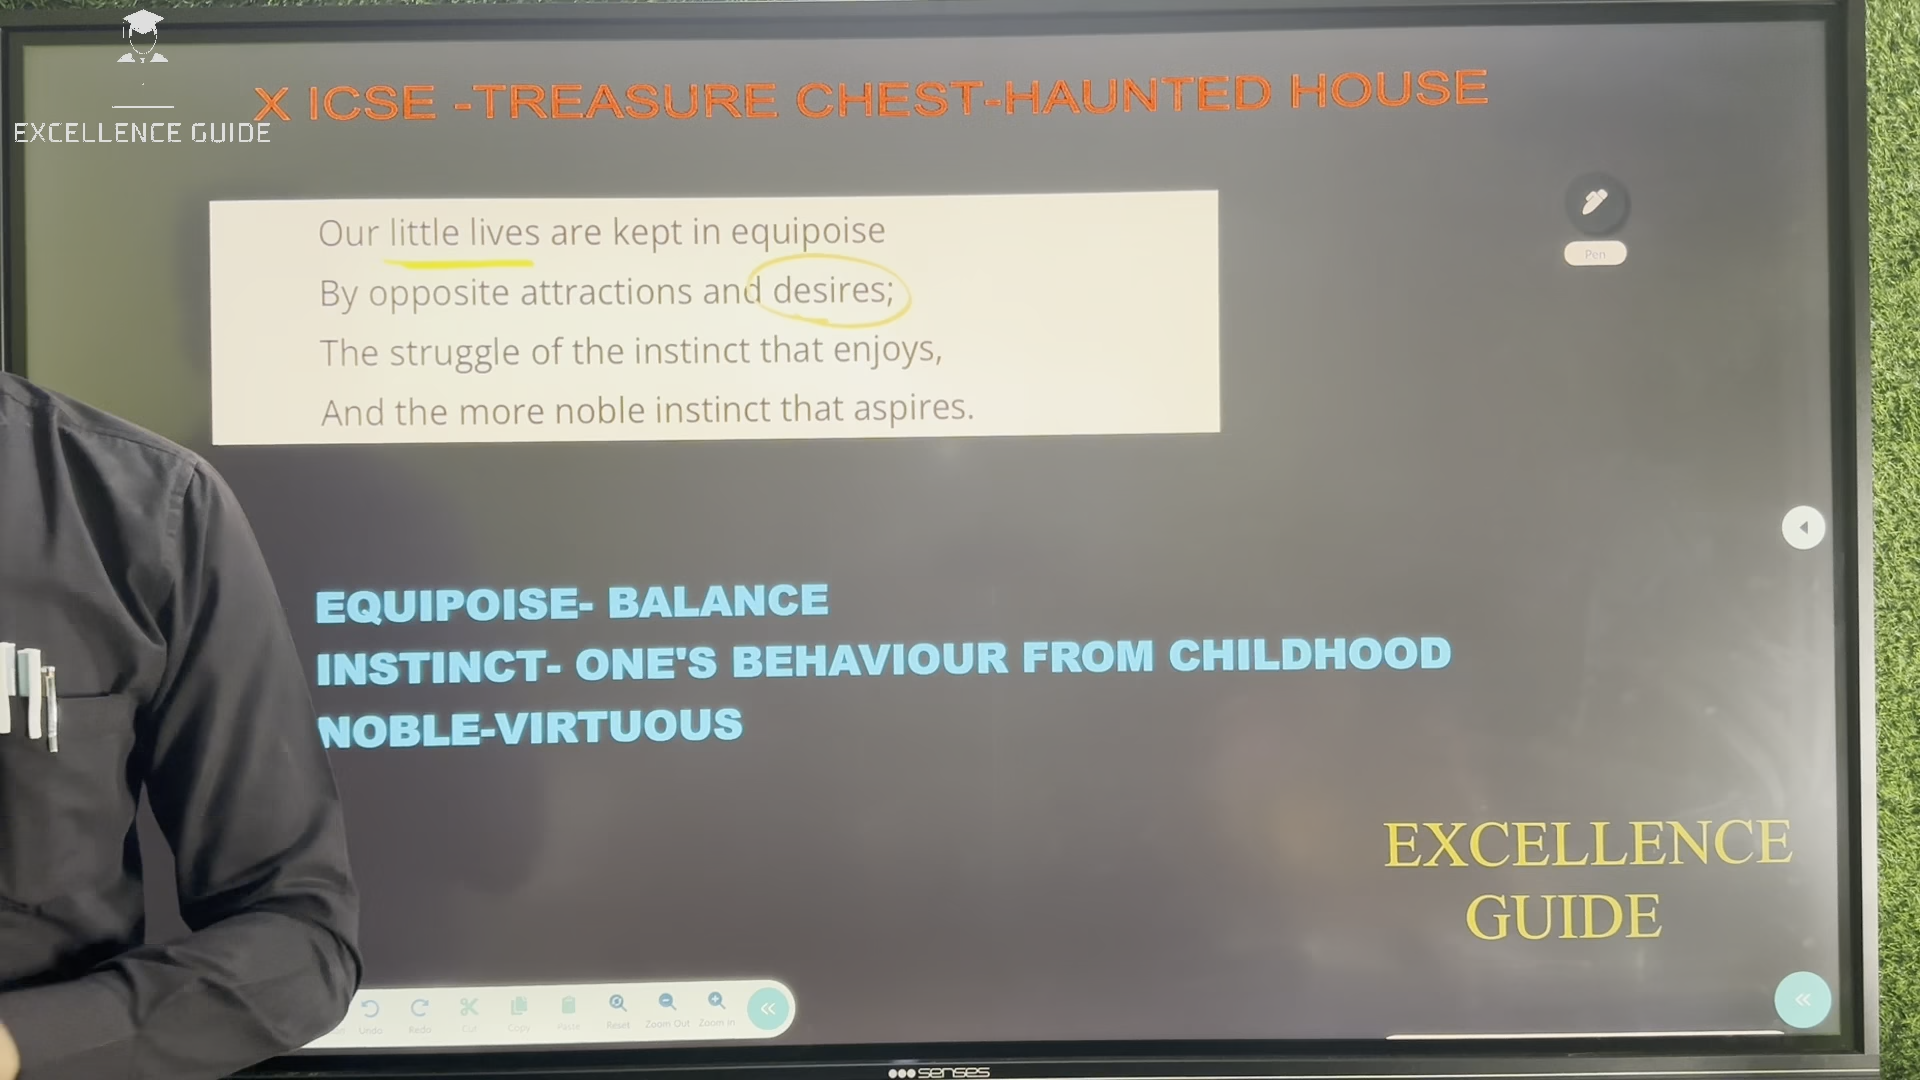 EXCELLENCE GUIDE
X ICSE -TREASURE CHEST-HAUNTED HOUSE
Our little lives are kept in equipoise
By opposite attractions and desires;
The struggle of the instinct that enjoys,
And the more noble instinct that aspires.
Pen
EQUIPOISE- BALANCE
INSTINCT- ONE'S BEHAVIOUR FROM CHILDHOOD
NOBLE-VIRTUOUS
EXCELLENCE
GUIDE
Undo Redo Cut Copy Paste Reset Zoom Out Zoom In
senses